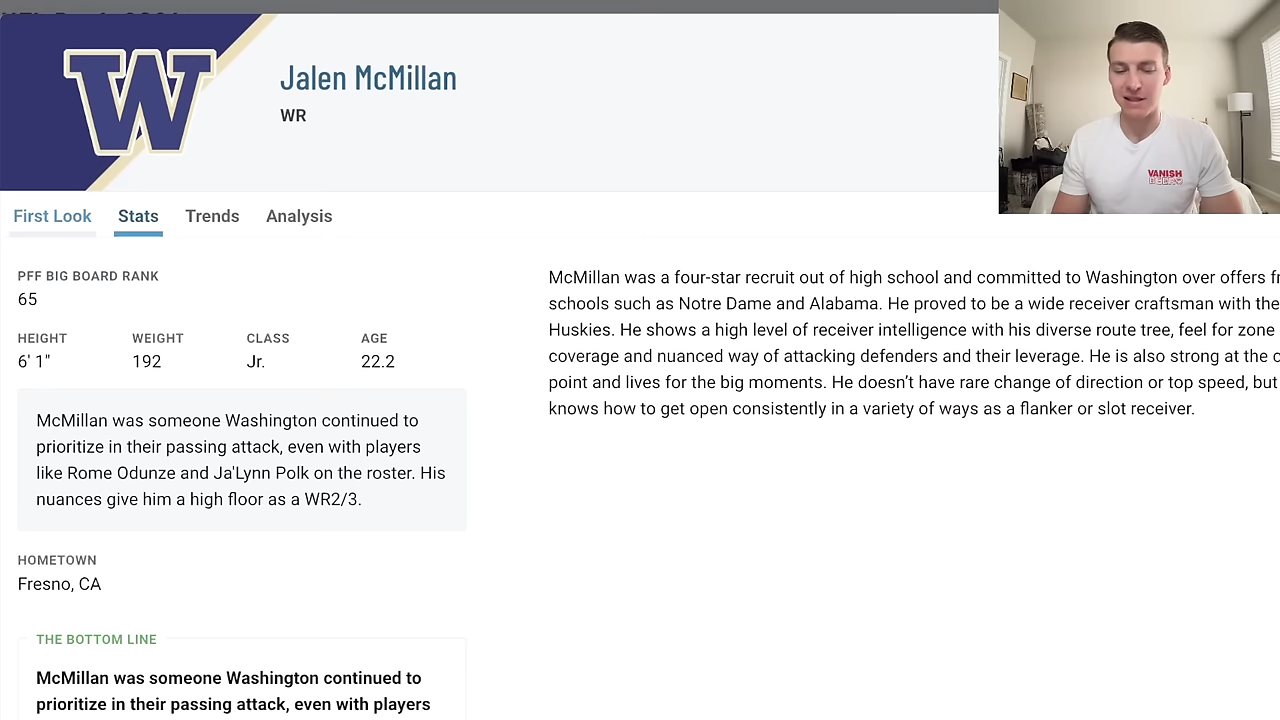 W
Jalen McMillan
WR
VANISH
First Look Stats Trends Analysis
PFF BIG BOARD RANK
65
HEIGHT WEIGHT CLASS AGE
6' 1" 192 Jr. 22.2
McMillan was someone Washington continued to
prioritize in their passing attack, even with players
like Rome Odunze and Ja'Lynn Polk on the roster. His
nuances give him a high floor as a WR2/3.
HOMETOWN
Fresno, CA
THE BOTTOM LINE
McMillan was someone Washington continued to
prioritize in their passing attack, even with players
McMillan was a four-star recruit out of high school and committed to Washington over offers
schools such as Notre Dame and Alabama. He proved to be a wide receiver craftsman with the
Huskies. He shows a high level of receiver intelligence with his diverse route tree, feel for zone
coverage and nuanced way of attacking defenders and their leverage. He is also strong at the
point and lives for the big moments. He doesn’t have rare change of direction or top speed, but
knows how to get open consistently in a variety of ways as a flanker or slot receiver.